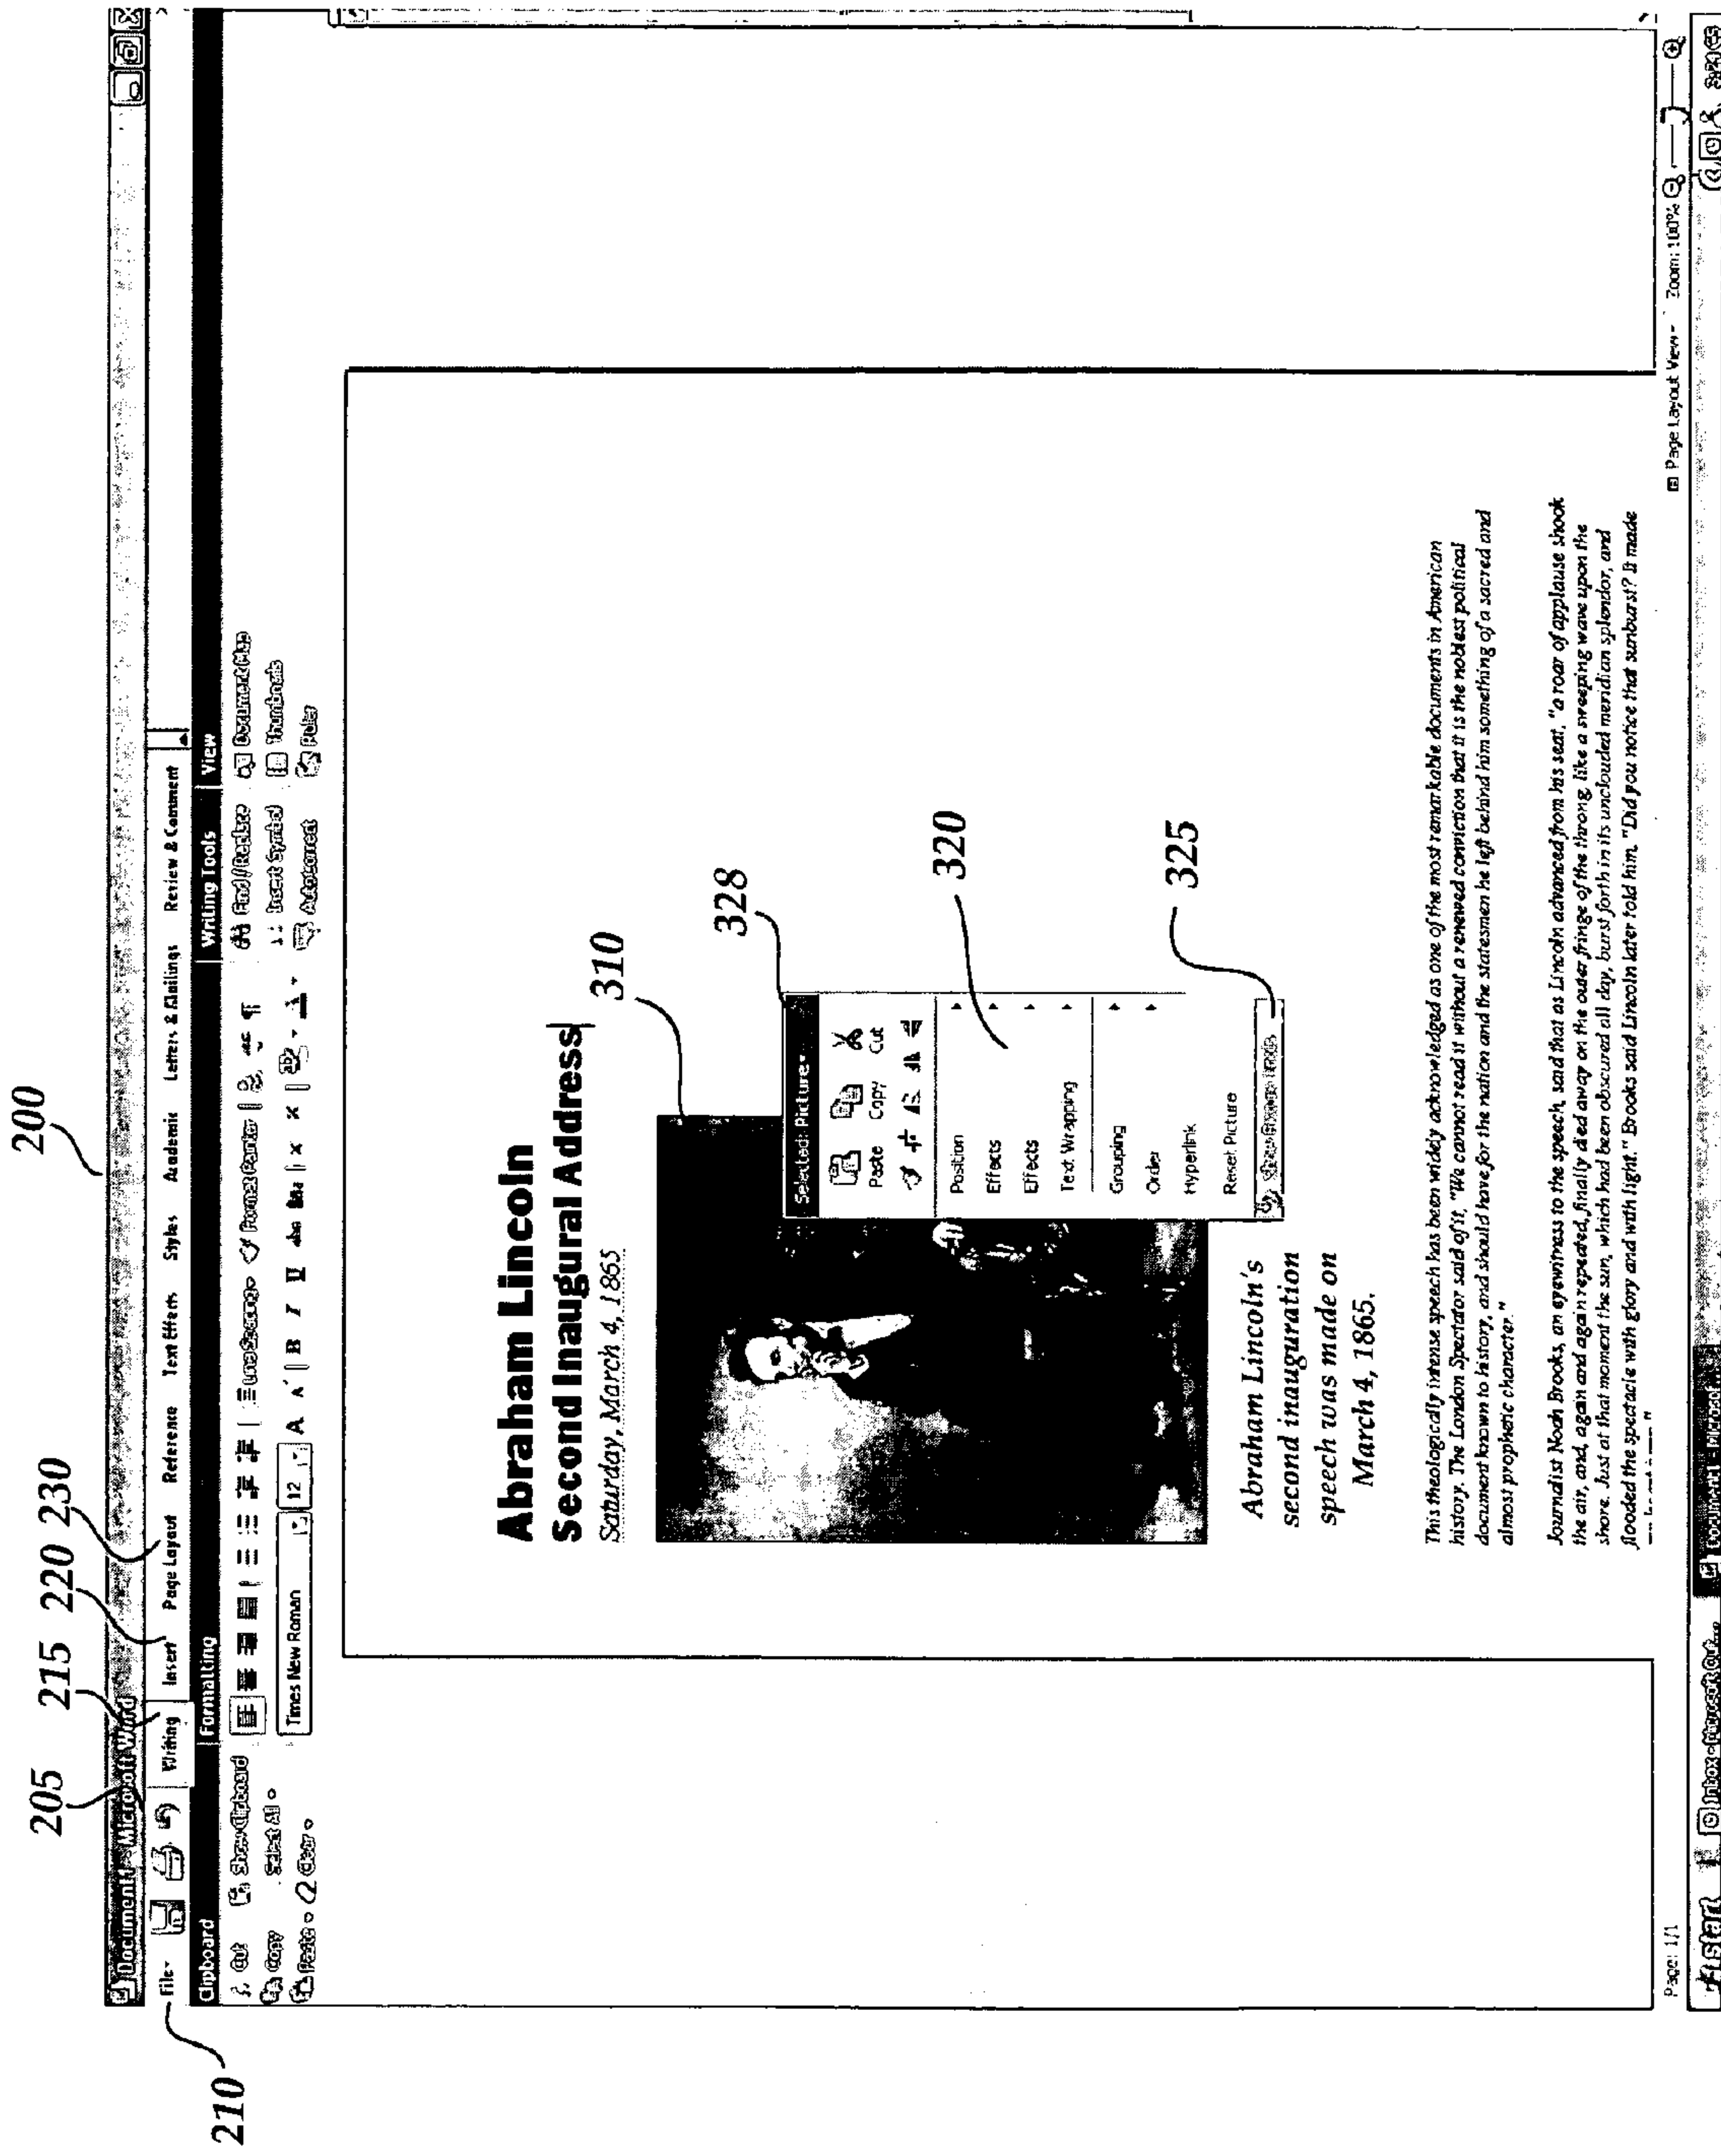 200
205 215 220 230
Document1 - Microsoft Word
210
File Writing Insert Page Layout Reference Text Effects Styles Academic Letters & Mailings Review & Comment
Clipboard Formatting Writing Tools View
Cut Show Clipboard Line Spacing Format Painter Find/Replace Document Map
Copy Select All Times New Roman 12 A A B I U abc Insert Symbol Thumbnails
Paste Clear Autocorrect Ruler
Abraham Lincoln
Second Inaugural Address
Saturday, March 4, 1865
310
328
Selected: Picture
Paste Copy Cut
320
Position
Effects
Effects
Text Wrapping
Grouping
Order
Hyperlink
Reset Picture
325
Abraham Lincoln's
second inauguration
speech was made on
March 4, 1865.
This theologically intense speech has been widely acknowledged as one of the most remarkable documents in American
history. The London Spectator said of it, "We cannot read it without a renewed conviction that it is the noblest political
document known to history, and should have for the nation and the statesmen he left behind him something of a sacred and
almost prophetic character."
Journalist Noah Brooks, an eyewitness to the speech, said that as Lincoln advanced from his seat, "a roar of applause shook
the air, and, again and again repeated, finally died away on the outer fringe of the throng, like a sweeping wave upon the
shore. Just at that moment the sun, which had been obscured all day, burst forth in its unclouded meridian splendor, and
flooded the spectacle with glory and with light." Brooks said Lincoln later told him, "Did you notice that sunburst? It made
Page: 1/1 Page Layout View Zoom: 100%
start Inbox - Microsoft Out... Document1 - Microsof...